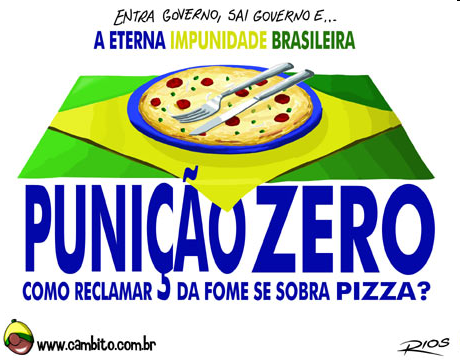 ENTRA GOVERNO, SAI GOVERNO E...
A ETERNA IMPUNIDADE BRASILEIRA
PUNIÇÃO ZERO
COMO RECLAMAR DA FOME SE SOBRA PIZZA?
www.cambito.com.br
RIOS